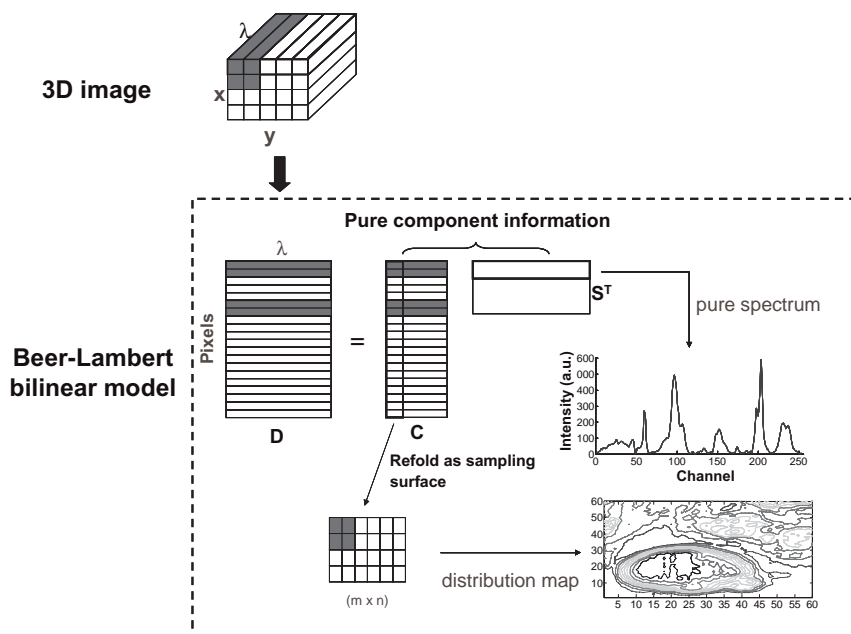 λ
3D image
x
y
Pure component information
λ
Pixels
=
S^T
pure spectrum
Beer-Lambert
bilinear model
D
C
Refold as sampling
surface
Intensity (a.u.)
600
000
400
300
200
100
0
0 50 100 150 200 250
Channel
(m x n)
distribution map
60
50
40
30
20
10
5 10 15 20 25 30 35 40 45 50 55 60